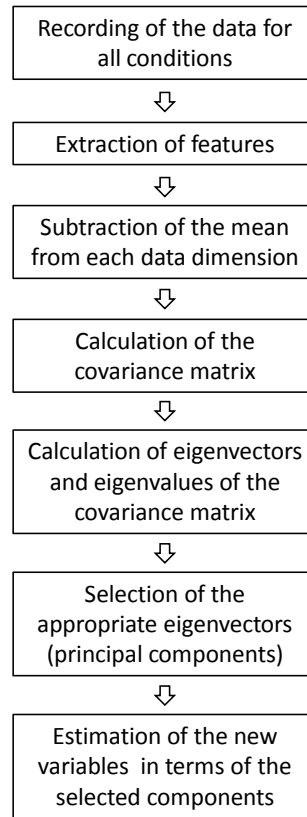 Recording of the data for
all conditions
Extraction of features
Subtraction of the mean
from each data dimension
Calculation of the
covariance matrix
Calculation of eigenvectors
and eigenvalues of the
covariance matrix
Selection of the
appropriate eigenvectors
(principal components)
Estimation of the new
variables in terms of the
selected components